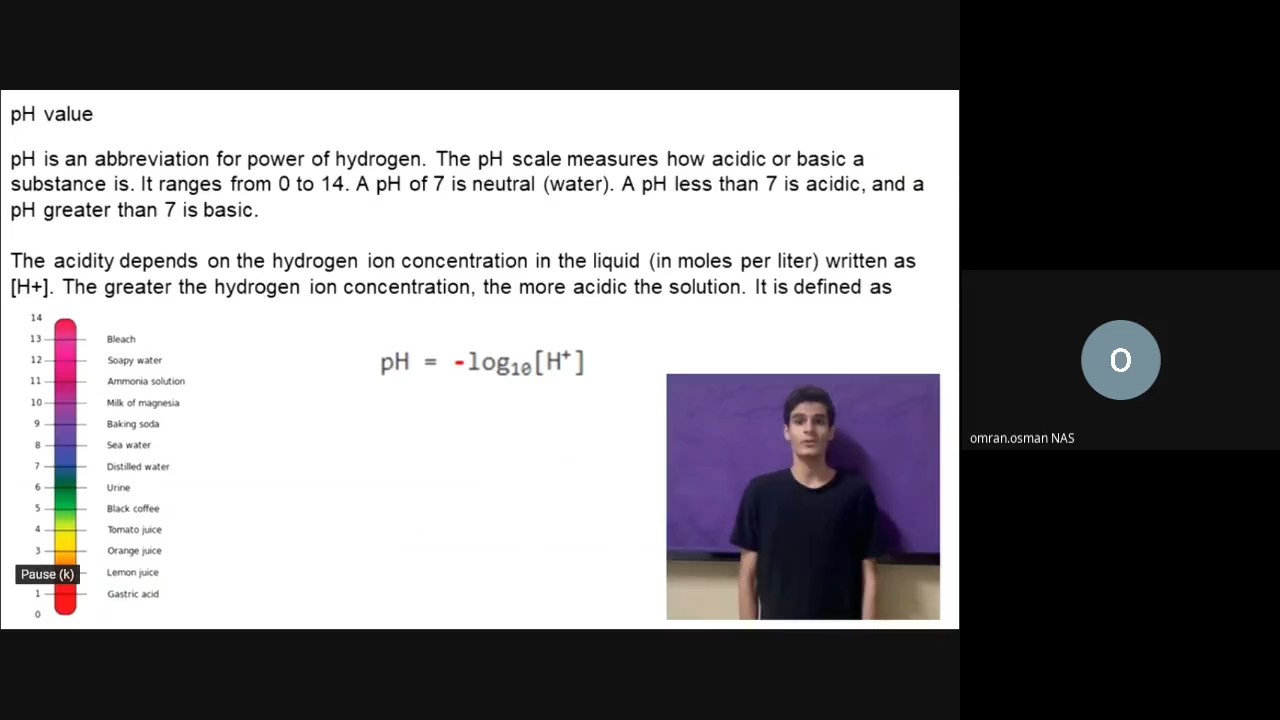 pH value
pH is an abbreviation for power of hydrogen. The pH scale measures how acidic or basic a
substance is. It ranges from 0 to 14. A pH of 7 is neutral (water). A pH less than 7 is acidic, and a
pH greater than 7 is basic.
The acidity depends on the hydrogen ion concentration in the liquid (in moles per liter) written as
[H+]. The greater the hydrogen ion concentration, the more acidic the solution. It is defined as
14
13 Bleach
12 Soapy water
11 Ammonia solution
10 Milk of magnesia
9 Baking soda
8 Sea water
7 Distilled water
6 Urine
5 Black coffee
4 Tomato juice
3 Orange juice
Pause (k) Lemon juice
1 Gastric acid
0
pH = -log₁₀[H⁺]
O
omran.osman NAS